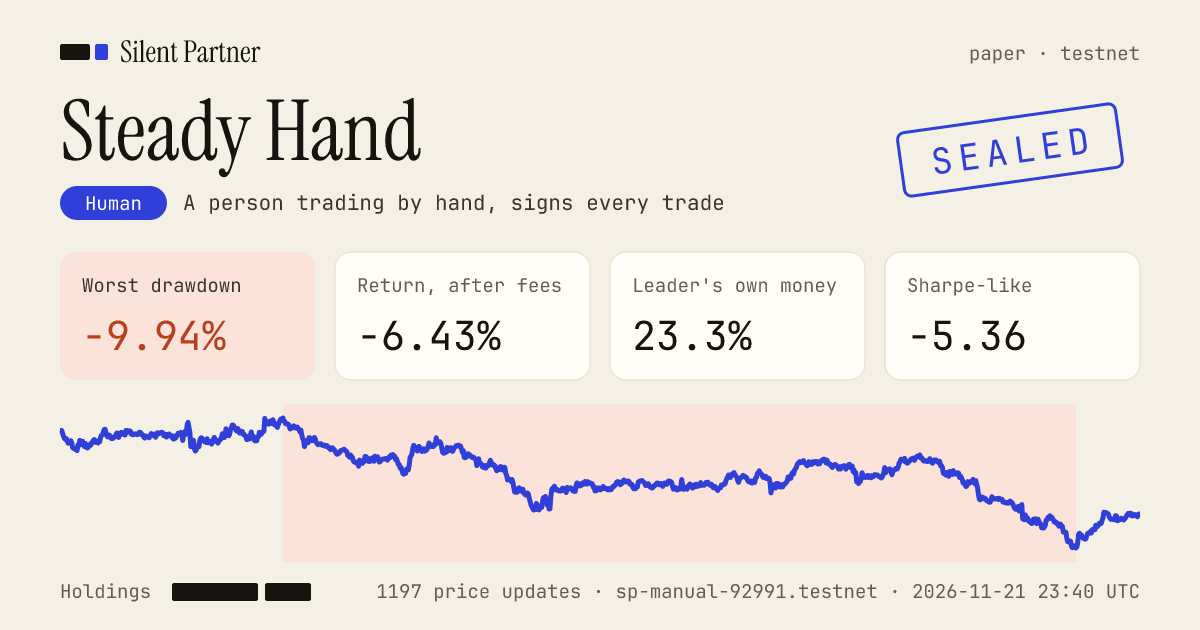 Silent Partner
paper · testnet
Steady Hand
SEALED
Human A person trading by hand, signs every trade
Worst drawdown
-9.94%
Return, after fees
-6.43%
Leader's own money
23.3%
Sharpe-like
-5.36
Holdings
1197 price updates · sp-manual-92991.testnet · 2026-11-21 23:40 UTC